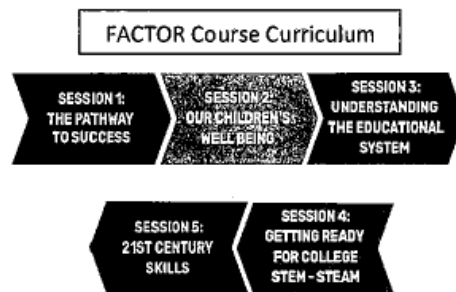 FACTOR Course Curriculum
SESSION 1:
THE PATHWAY
TO SUCCESS
SESSION 2:
OUR CHILDREN'S
WELL BEING
SESSION 3:
UNDERSTANDING
THE EDUCATIONAL
SYSTEM
SESSION 4:
GETTING READY
FOR COLLEGE
STEM - STEAM
SESSION 5:
21ST CENTURY
SKILLS